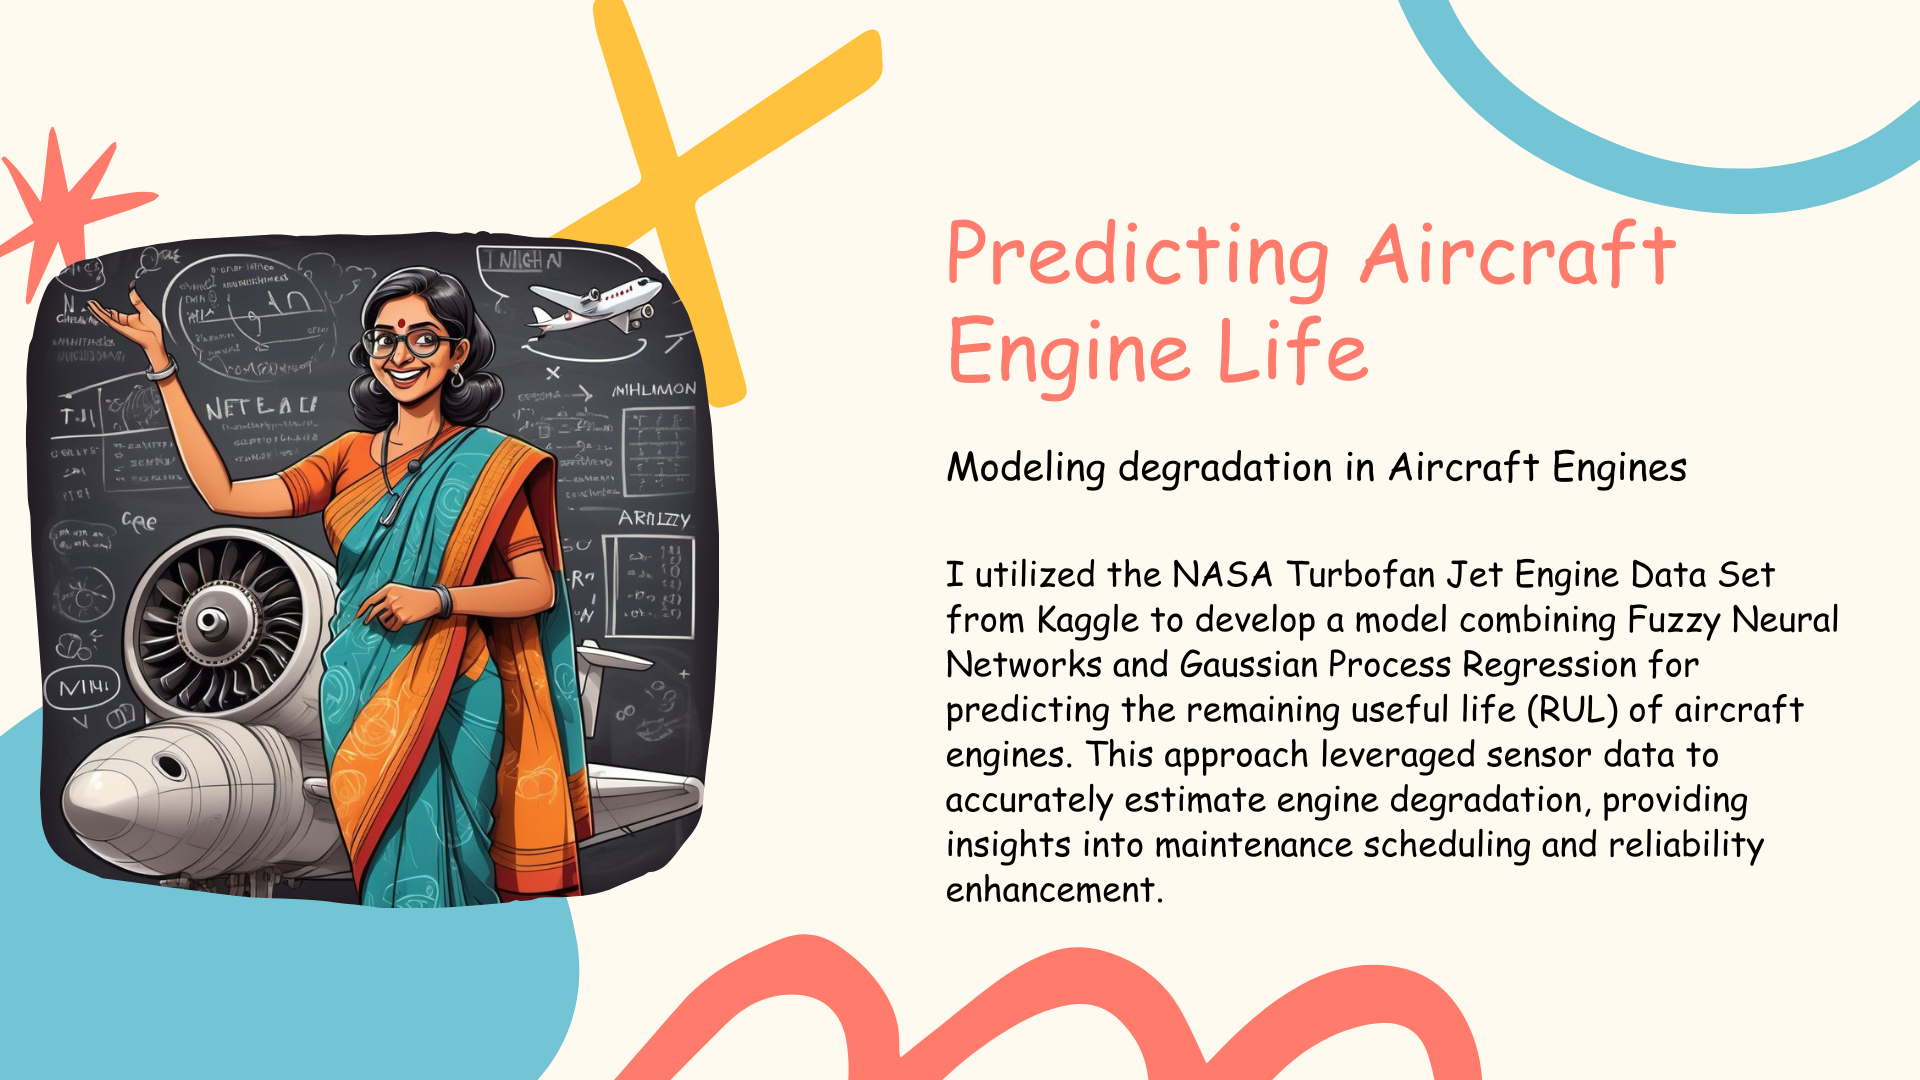 Predicting Aircraft
Engine Life
Modeling degradation in Aircraft Engines
I utilized the NASA Turbofan Jet Engine Data Set
from Kaggle to develop a model combining Fuzzy Neural
Networks and Gaussian Process Regression for
predicting the remaining useful life (RUL) of aircraft
engines. This approach leveraged sensor data to
accurately estimate engine degradation, providing
insights into maintenance scheduling and reliability
enhancement.